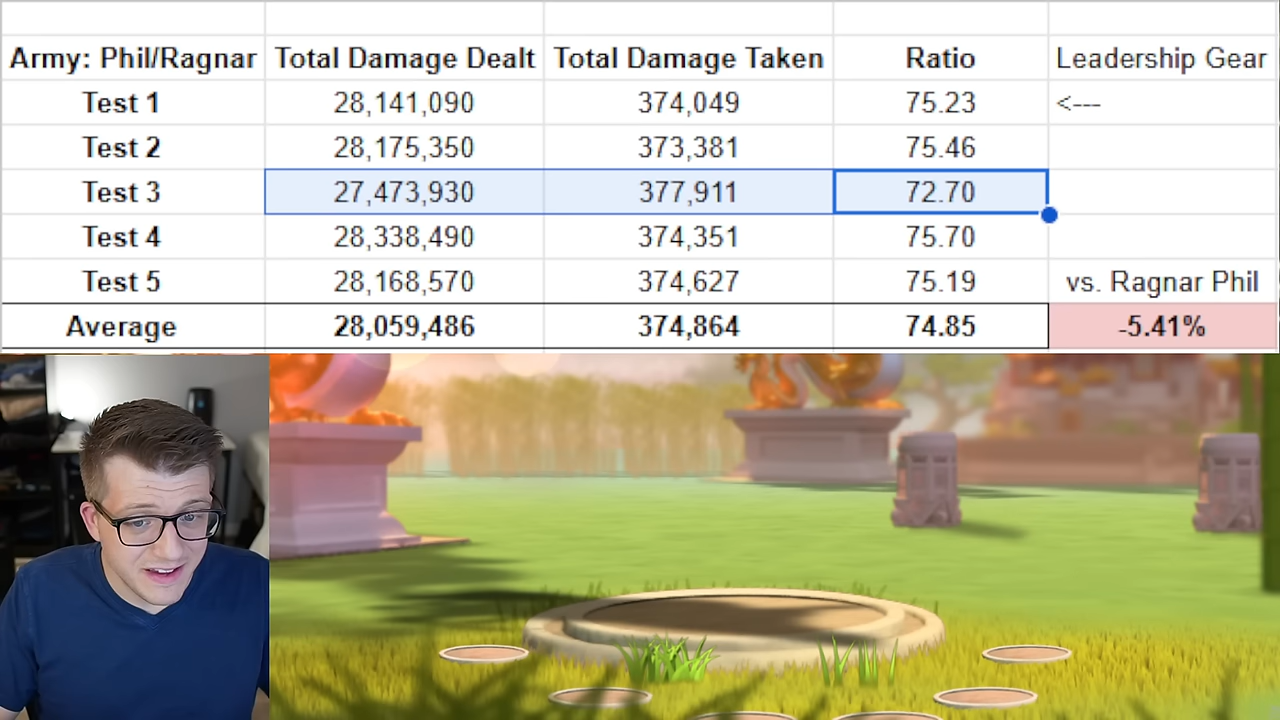 Army: Phil/Ragnar Total Damage Dealt Total Damage Taken Ratio Leadership Gear
Test 1 28,141,090 374,049 75.23 <---
Test 2 28,175,350 373,381 75.46
Test 3 27,473,930 377,911 72.70
Test 4 28,338,490 374,351 75.70
Test 5 28,168,570 374,627 75.19 vs. Ragnar Phil
Average 28,059,486 374,864 74.85 -5.41%